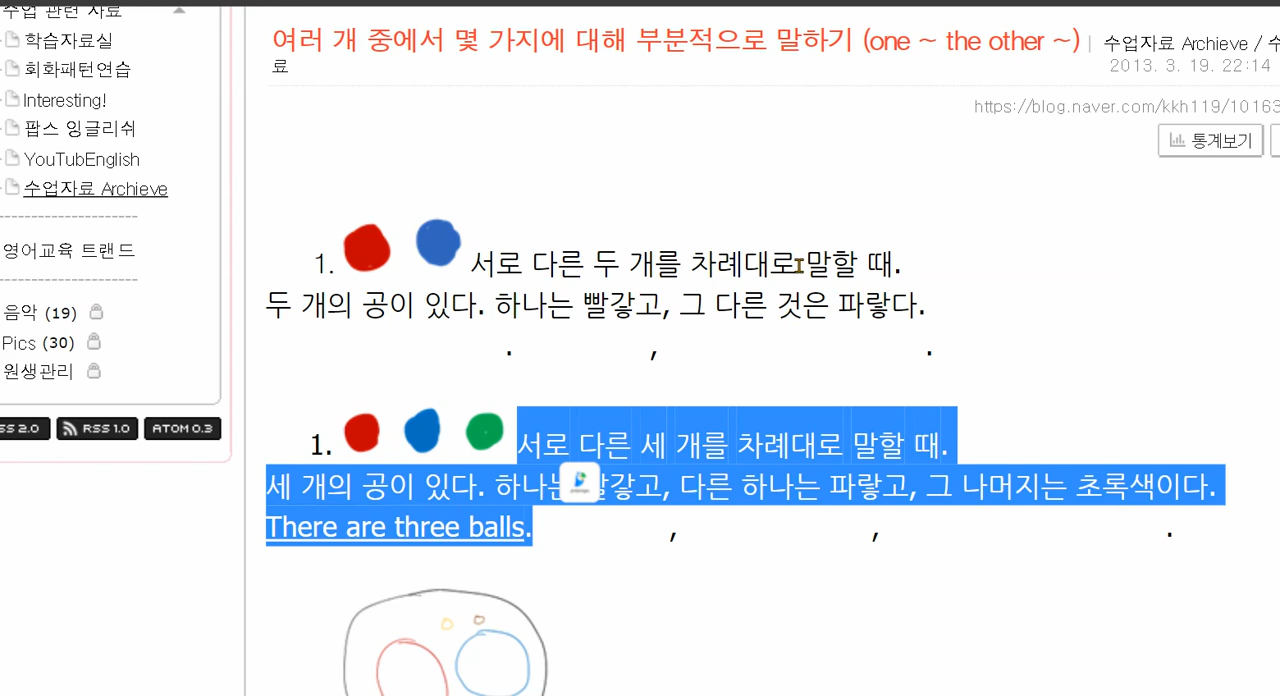 수업 관련 자료
학습자료실
회화패턴연습
Interesting!
팝스 잉글리쉬
YouTubEnglish
수업자료 Archieve
영어교육 트랜드
음악 (19)
Pics (30)
원생관리
SS 2.0 RSS 1.0 ATOM 0.3
여러 개 중에서 몇 가지에 대해 부분적으로 말하기 (one ~ the other ~) | 수업자료 Archieve / 수
료
2013. 3. 19. 22:14
https://blog.naver.com/kkh119/10163
통계보기
1. 서로 다른 두 개를 차례대로 말할 때.
두 개의 공이 있다. 하나는 빨갛고, 그 다른 것은 파랗다.
. , .
1. 서로 다른 세 개를 차례대로 말할 때.
세 개의 공이 있다. 하나는 빨갛고, 다른 하나는 파랗고, 그 나머지는 초록색이다.
There are three balls. , , .